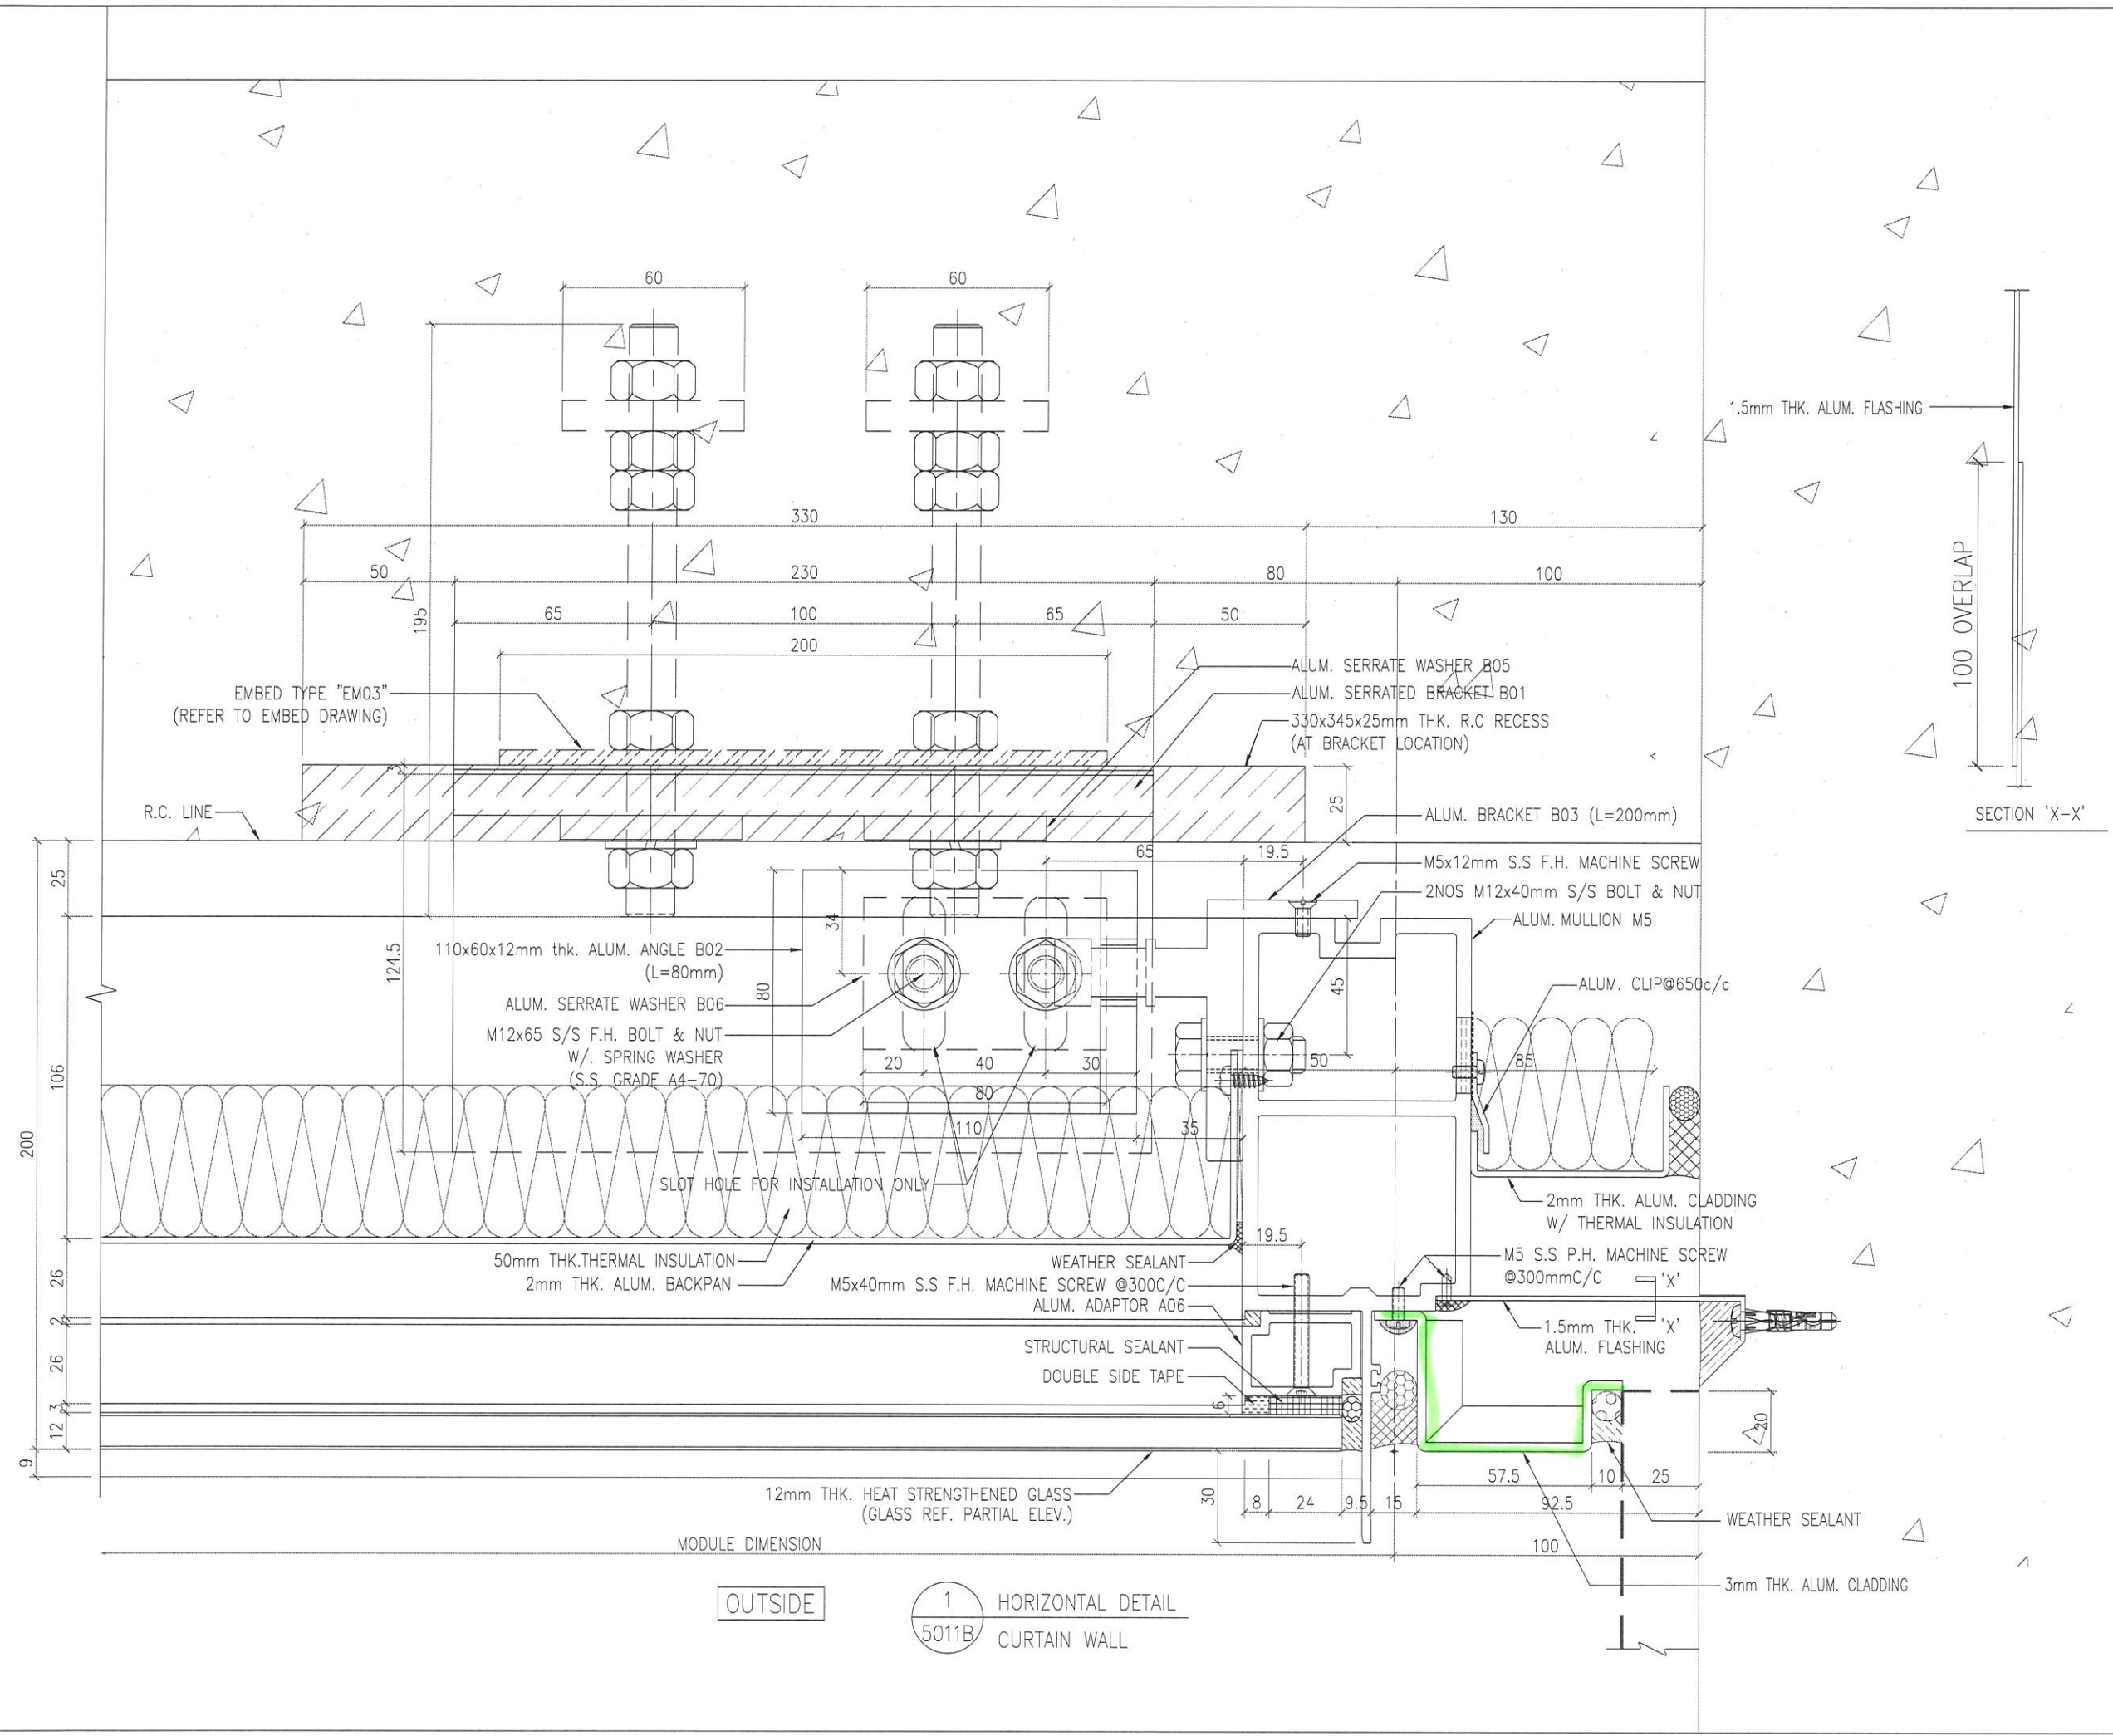 60
60
1.5mm THK. ALUM. FLASHING
330
130
50
230
80
100
195
65
100
65
50
200
100 OVERLAP
ALUM. SERRATE WASHER B05
EMBED TYPE "EM03"
(REFER TO EMBED DRAWING)
ALUM. SERRATED BRACKET B01
330x345x25mm THK. R.C RECESS
(AT BRACKET LOCATION)
3
25
R.C. LINE
ALUM. BRACKET B03 (L=200mm)
SECTION 'X-X'
65
19.5
M5x12mm S.S F.H. MACHINE SCREW
25
2NOS M12x40mm S/S BOLT & NUT
34
ALUM. MULLION M5
110x60x12mm thk. ALUM. ANGLE B02
(L=80mm)
124.5
80
45
ALUM. CLIP@650c/c
ALUM. SERRATE WASHER B06
M12x65 S/S F.H. BOLT & NUT
W/. SPRING WASHER
(S.S. GRADE A4-70)
20
40
30
50
85
106
80
110
35
200
SLOT HOLE FOR INSTALLATION ONLY
2mm THK. ALUM. CLADDING
W/ THERMAL INSULATION
19.5
50mm THK.THERMAL INSULATION
2mm THK. ALUM. BACKPAN
WEATHER SEALANT
M5x40mm S.S F.H. MACHINE SCREW @300C/C
ALUM. ADAPTOR A06
M5 S.S P.H. MACHINE SCREW
@300mmC/C
'X'
26
2
1.5mm THK.
ALUM. FLASHING
'X'
STRUCTURAL SEALANT
26
DOUBLE SIDE TAPE
3
6
12
20
9
57.5
10
25
12mm THK. HEAT STRENGTHENED GLASS
(GLASS REF. PARTIAL ELEV.)
30
8
24
9.5
15
92.5
WEATHER SEALANT
MODULE DIMENSION
100
3mm THK. ALUM. CLADDING
OUTSIDE
1
5011B
HORIZONTAL DETAIL
CURTAIN WALL